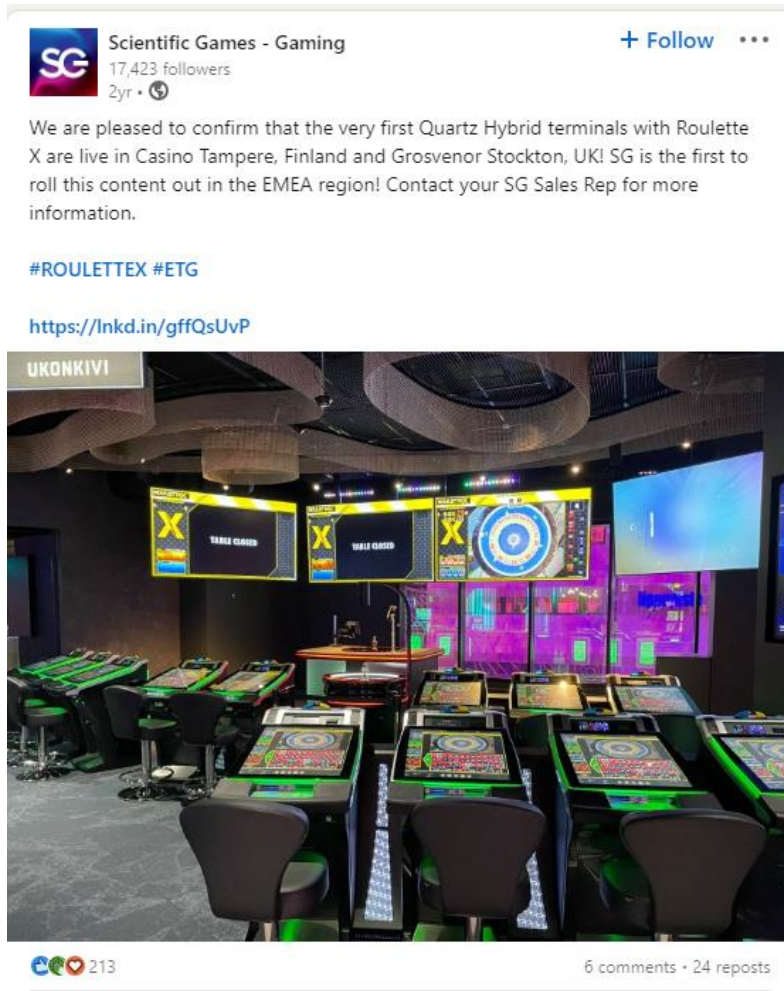 SG
Scientific Games - Gaming
+ Follow
17,423 followers
2yr •
We are pleased to confirm that the very first Quartz Hybrid terminals with Roulette
X are live in Casino Tampere, Finland and Grosvenor Stockton, UK! SG is the first to
roll this content out in the EMEA region! Contact your SG Sales Rep for more
information.
#ROULETTEX #ETG
https://lnkd.in/gffQsUvP
UKONKIVI
X
TABLE CLOSED
X
TABLE CLOSED
X
213
6 comments • 24 reposts